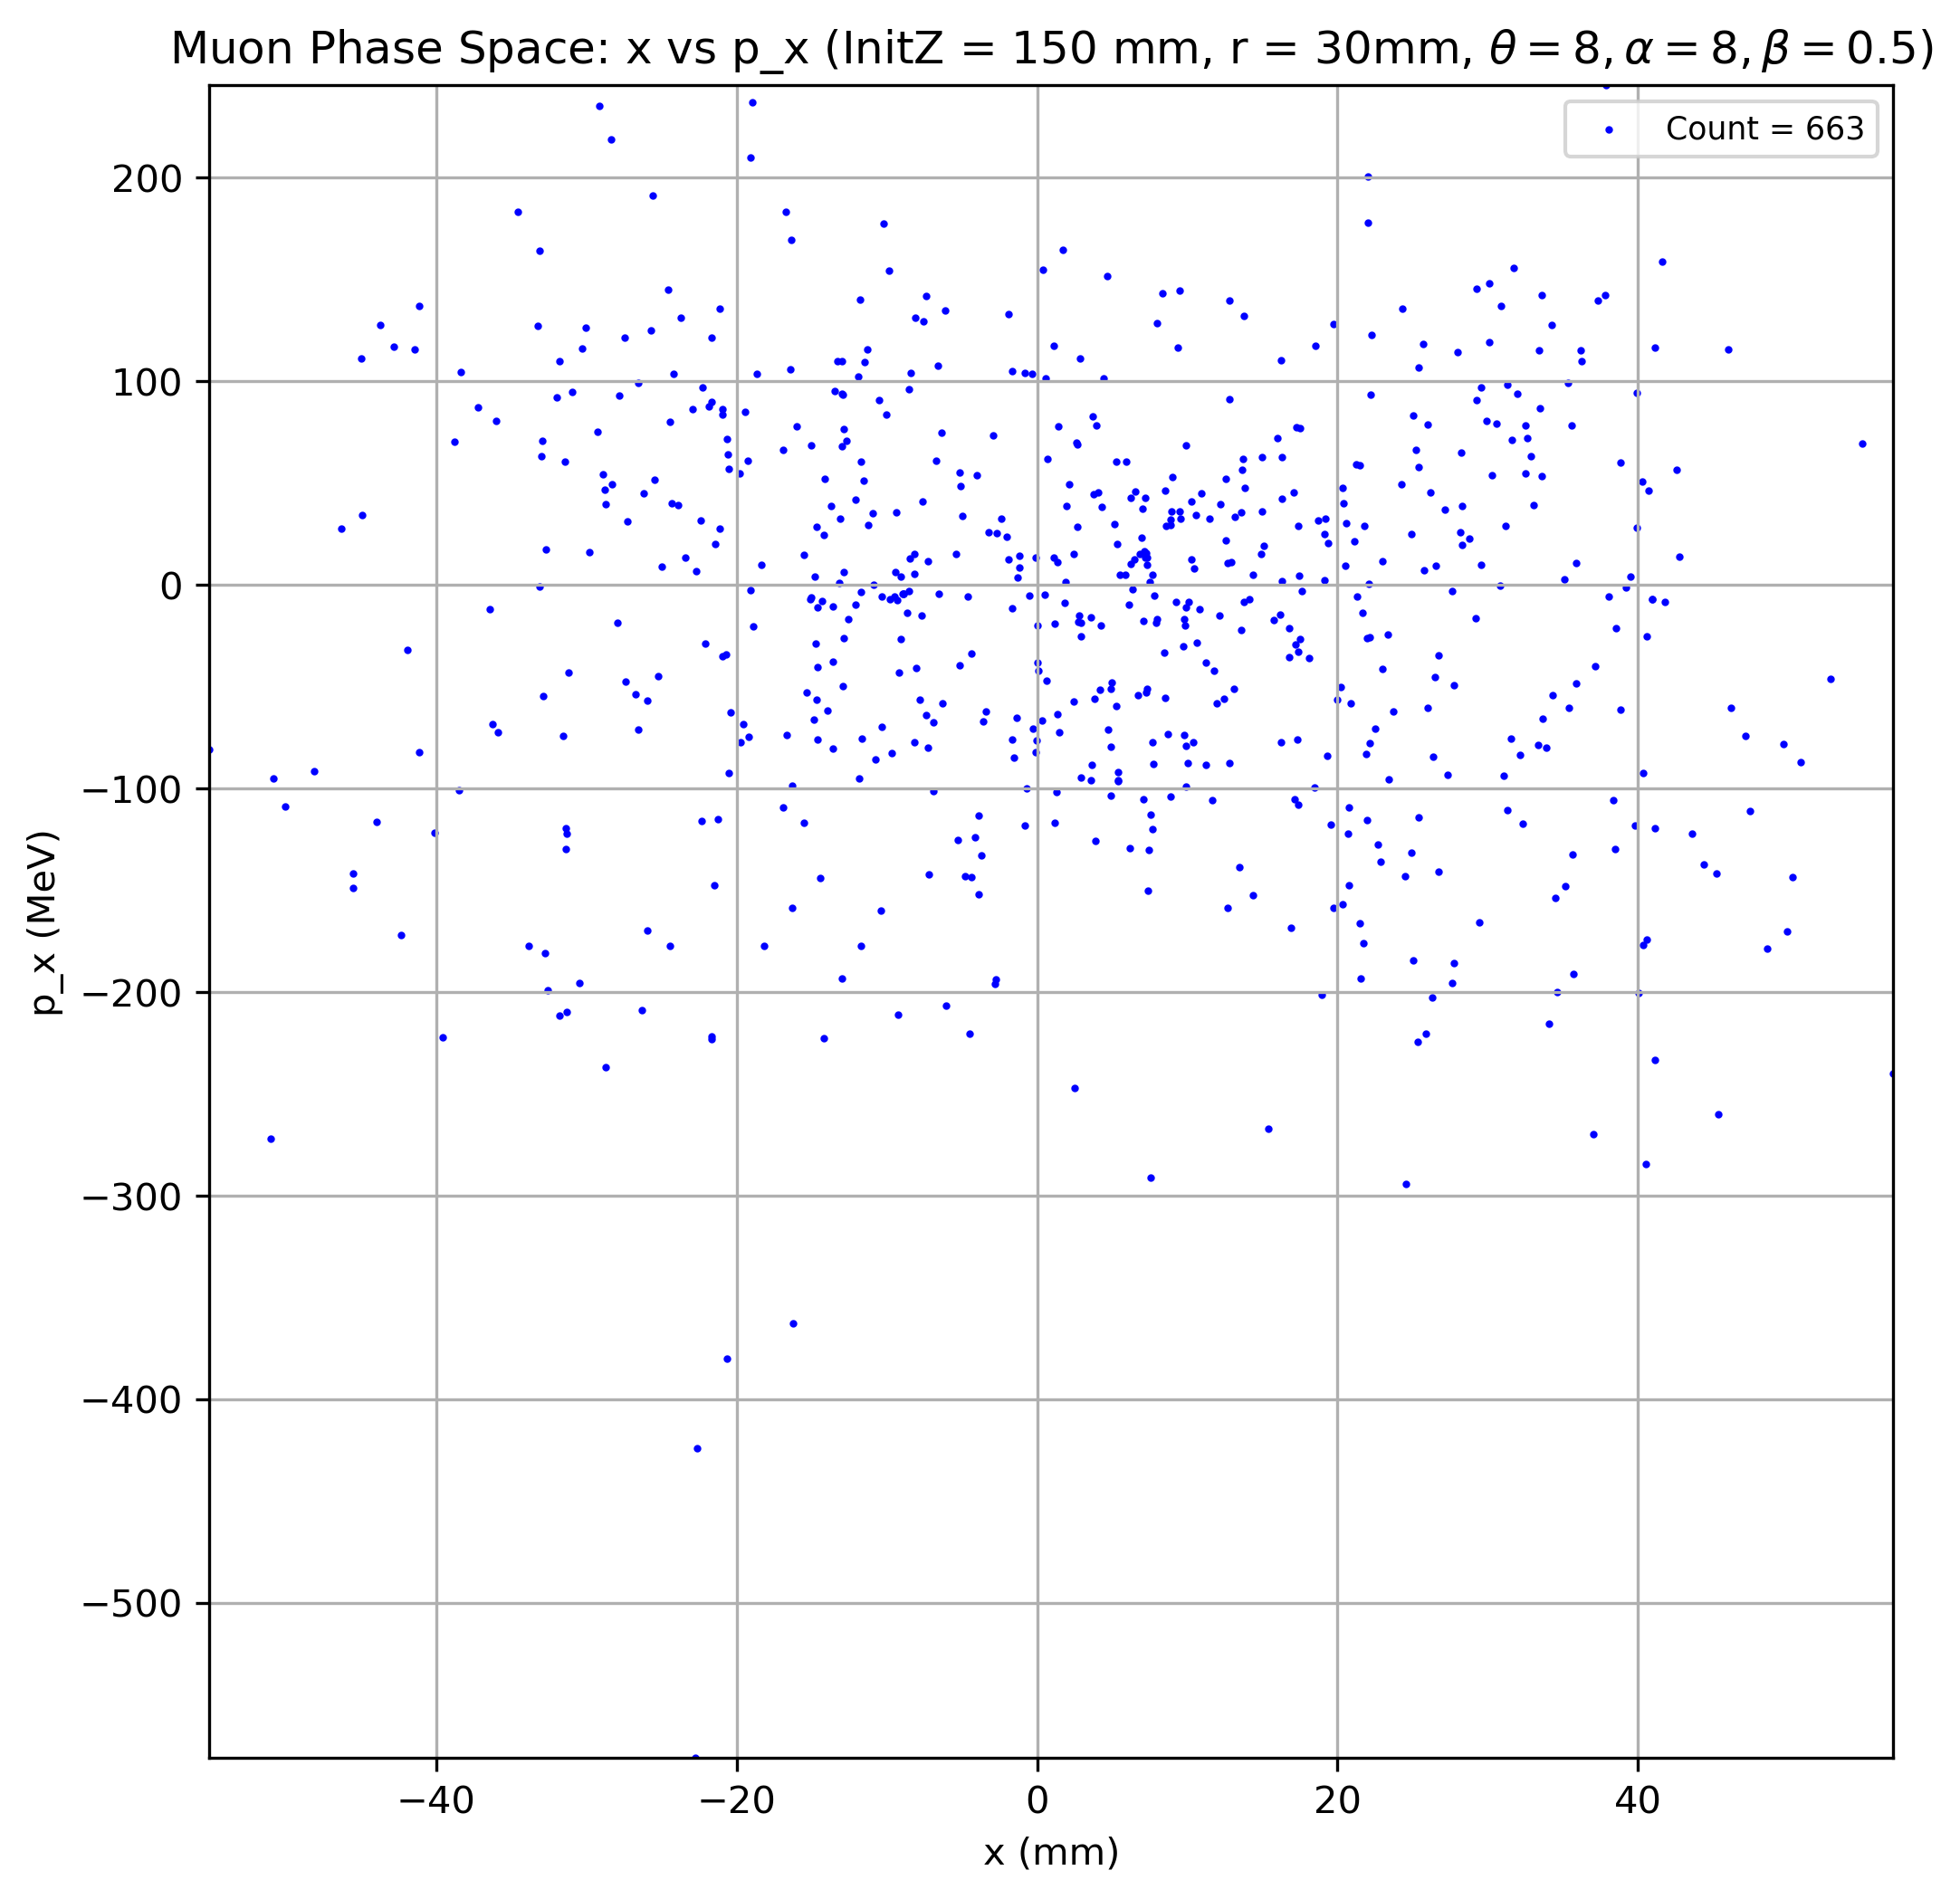 Muon Phase Space: x vs p_x (InitZ = 150 mm, r = 30mm, θ = 8, α = 8, β = 0.5)
Count = 663
200
100
0
−100
−200
−300
−400
−500
p_x (MeV)
−40 −20 0 20 40
x (mm)